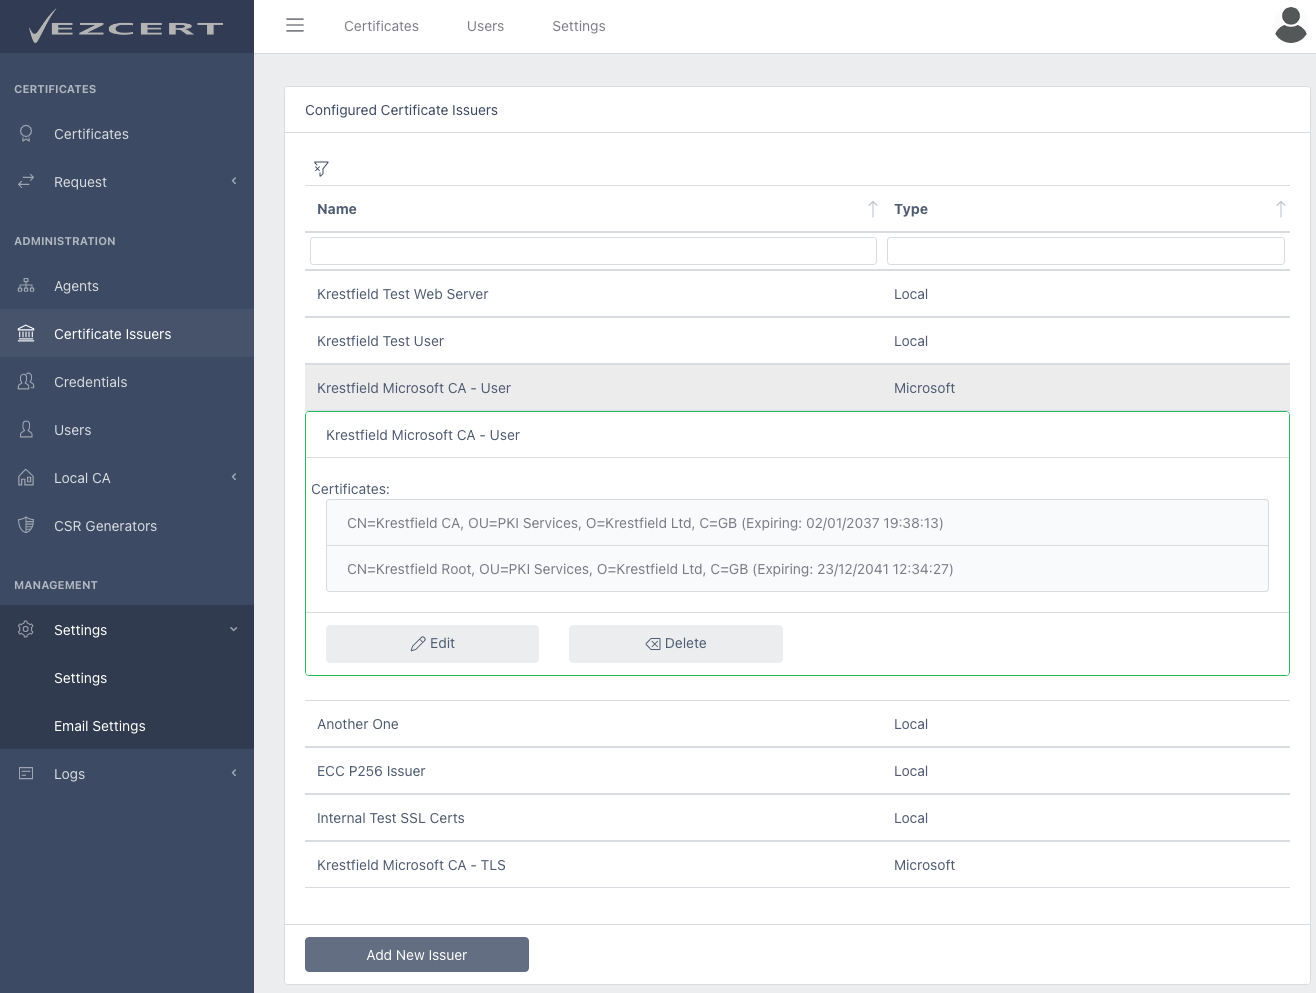 EZCERT
Certificates Users Settings
CERTIFICATES
Certificates
Request
ADMINISTRATION
Agents
Certificate Issuers
Credentials
Users
Local CA
CSR Generators
MANAGEMENT
Settings
Settings
Email Settings
Logs
Configured Certificate Issuers
Name Type
Krestfield Test Web Server Local
Krestfield Test User Local
Krestfield Microsoft CA - User Microsoft
Krestfield Microsoft CA - User
Certificates:
CN=Krestfield CA, OU=PKI Services, O=Krestfield Ltd, C=GB (Expiring: 02/01/2037 19:38:13)
CN=Krestfield Root, OU=PKI Services, O=Krestfield Ltd, C=GB (Expiring: 23/12/2041 12:34:27)
Edit Delete
Another One Local
ECC P256 Issuer Local
Internal Test SSL Certs Local
Krestfield Microsoft CA - TLS Microsoft
Add New Issuer